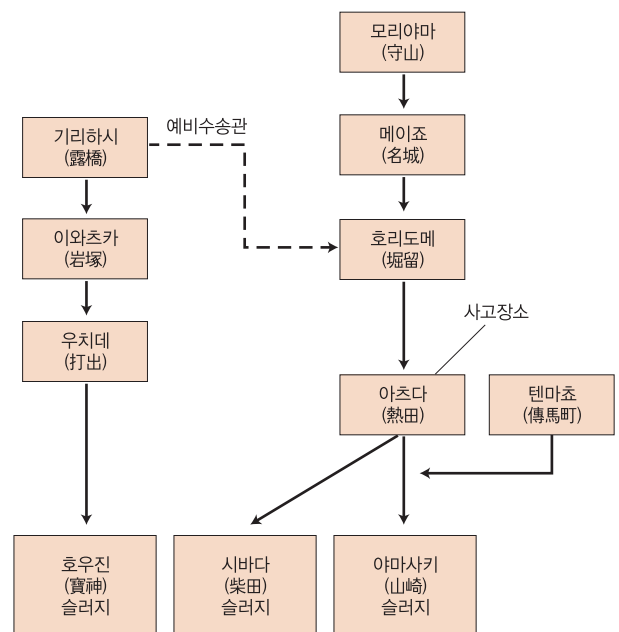 모리야마
(守山)
예비수송관
기리하시
(露橋)
메이죠
(名城)
이와츠카
(岩塚)
호리도메
(堀留)
사고장소
우치데
(打出)
아츠다
(熱田)
텐마쵸
(傳馬町)
호우진
(寶神)
슬러지
시바다
(柴田)
슬러지
야마사키
(山崎)
슬러지